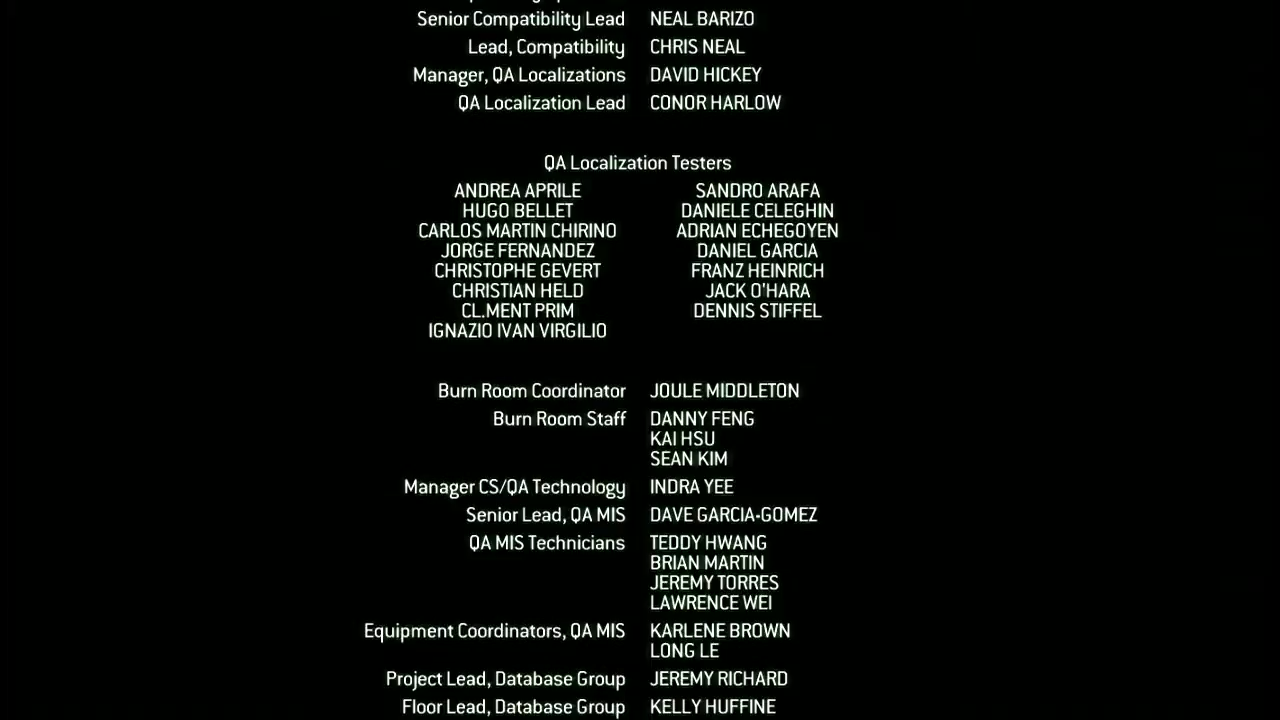 Senior Compatibility Lead NEAL BARIZO
Lead, Compatibility CHRIS NEAL
Manager, QA Localizations DAVID HICKEY
QA Localization Lead CONOR HARLOW
QA Localization Testers
ANDREA APRILE SANDRO ARAFA
HUGO BELLET DANIELE CELEGHIN
CARLOS MARTIN CHIRINO ADRIAN ECHEGOYEN
JORGE FERNANDEZ DANIEL GARCIA
CHRISTOPHE GEVERT FRANZ HEINRICH
CHRISTIAN HELD JACK O'HARA
CL.MENT PRIM DENNIS STIFFEL
IGNAZIO IVAN VIRGILIO
Burn Room Coordinator JOULE MIDDLETON
Burn Room Staff DANNY FENG
KAI HSU
SEAN KIM
Manager CS/QA Technology INDRA YEE
Senior Lead, QA MIS DAVE GARCIA-GOMEZ
QA MIS Technicians TEDDY HWANG
BRIAN MARTIN
JEREMY TORRES
LAWRENCE WEI
Equipment Coordinators, QA MIS KARLENE BROWN
LONG LE
Project Lead, Database Group JEREMY RICHARD
Floor Lead, Database Group KELLY HUFFINE